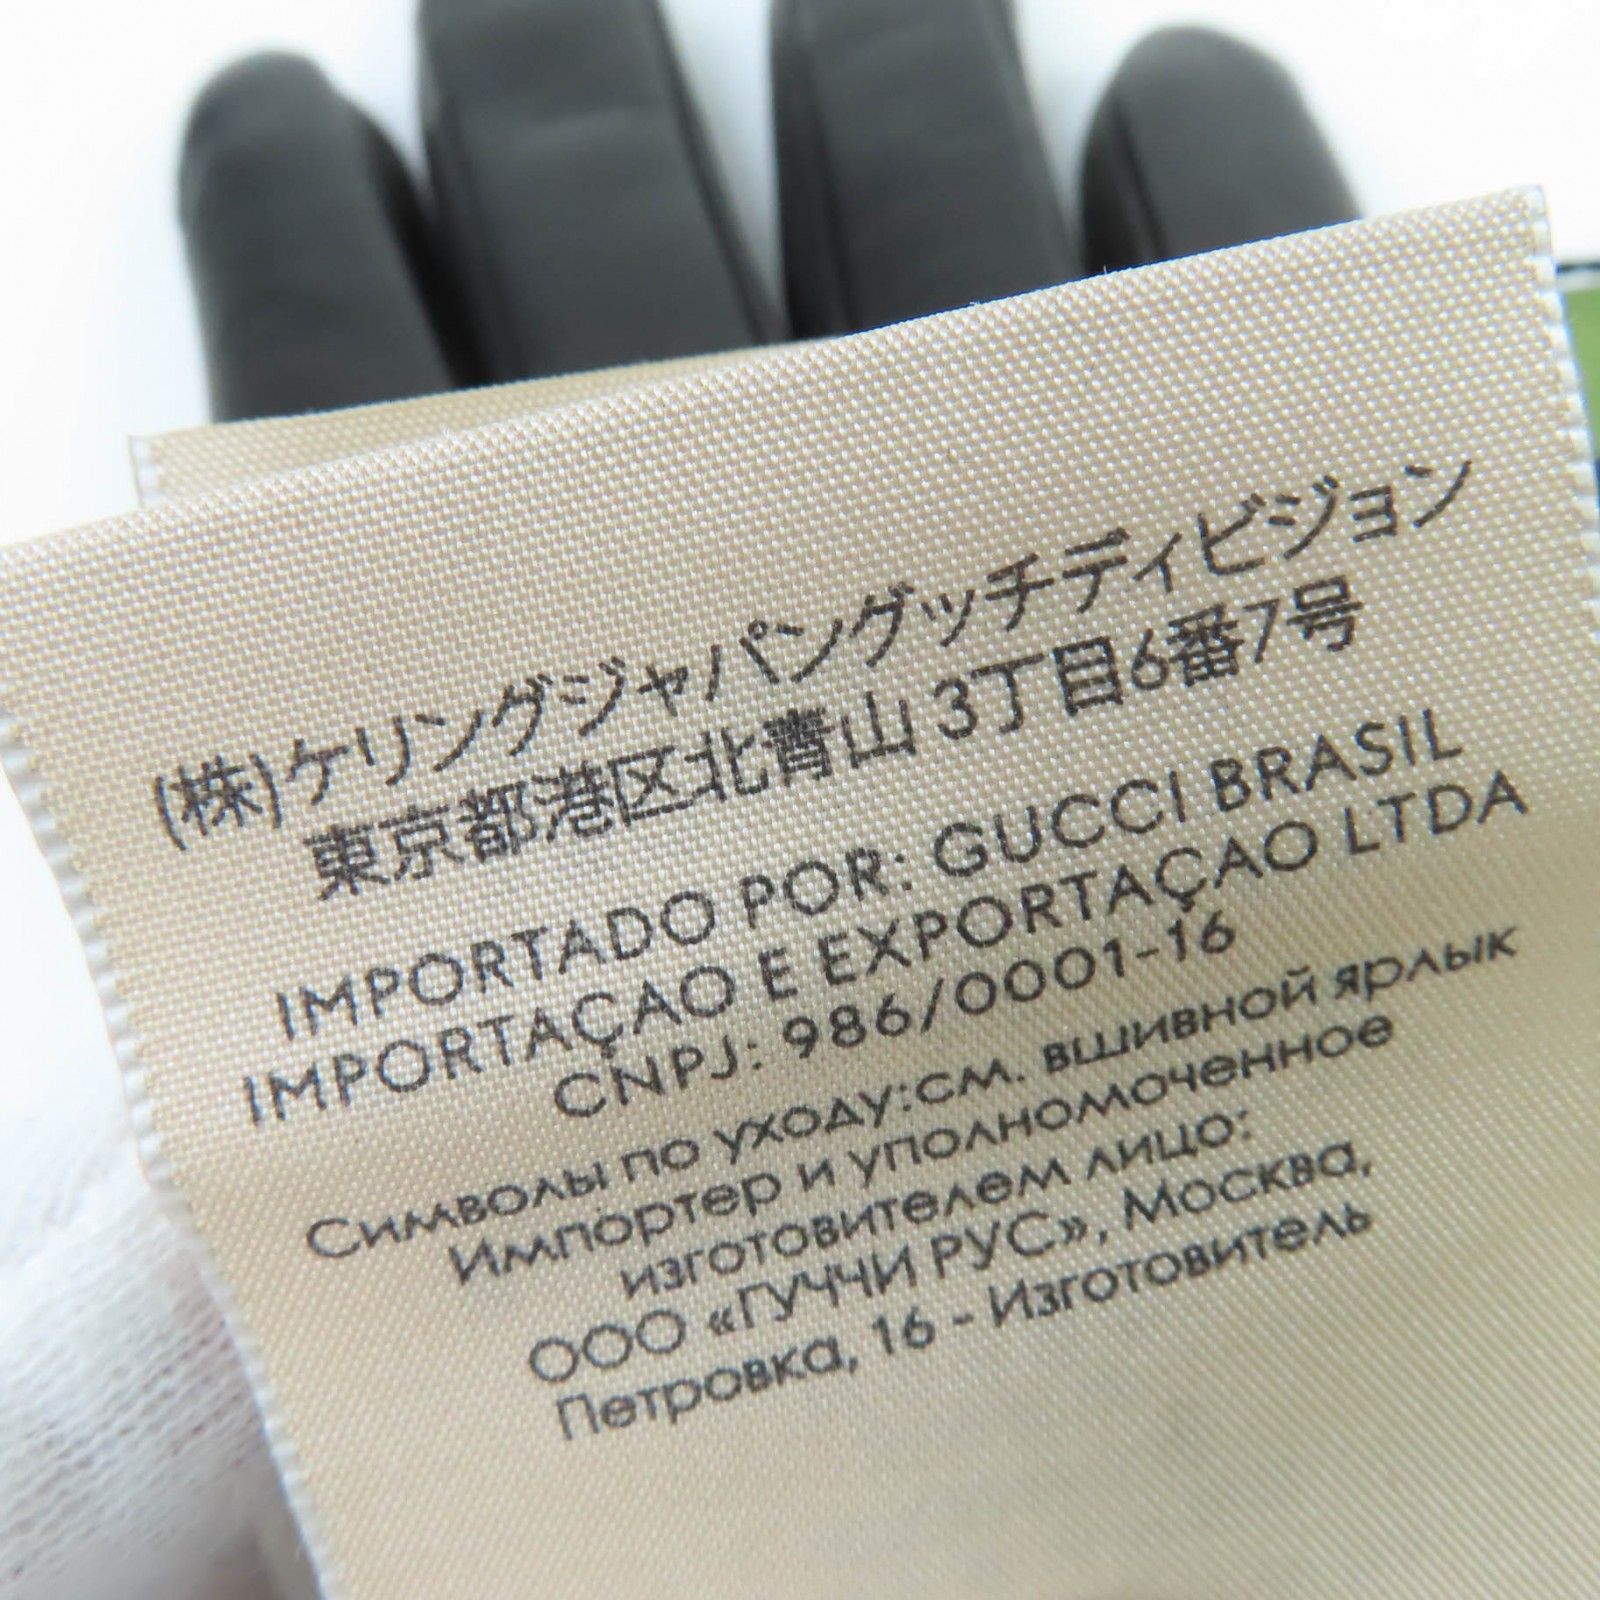 (株)ケリングジャパングッチディビジョン
東京都港区北青山 3丁目6番7号
IMPORTADO POR: GUCCI BRASIL
IMPORTAÇAO E EXPORTAÇAO LTDA
CNPJ: 986/0001-16
Символы по уходу:см. вшивной ярлык
Импортер и уполномоченное
изготовителем лицо:
ООО «ГУЧЧИ РУС», Москва,
Петровка, 16 - Изготовитель